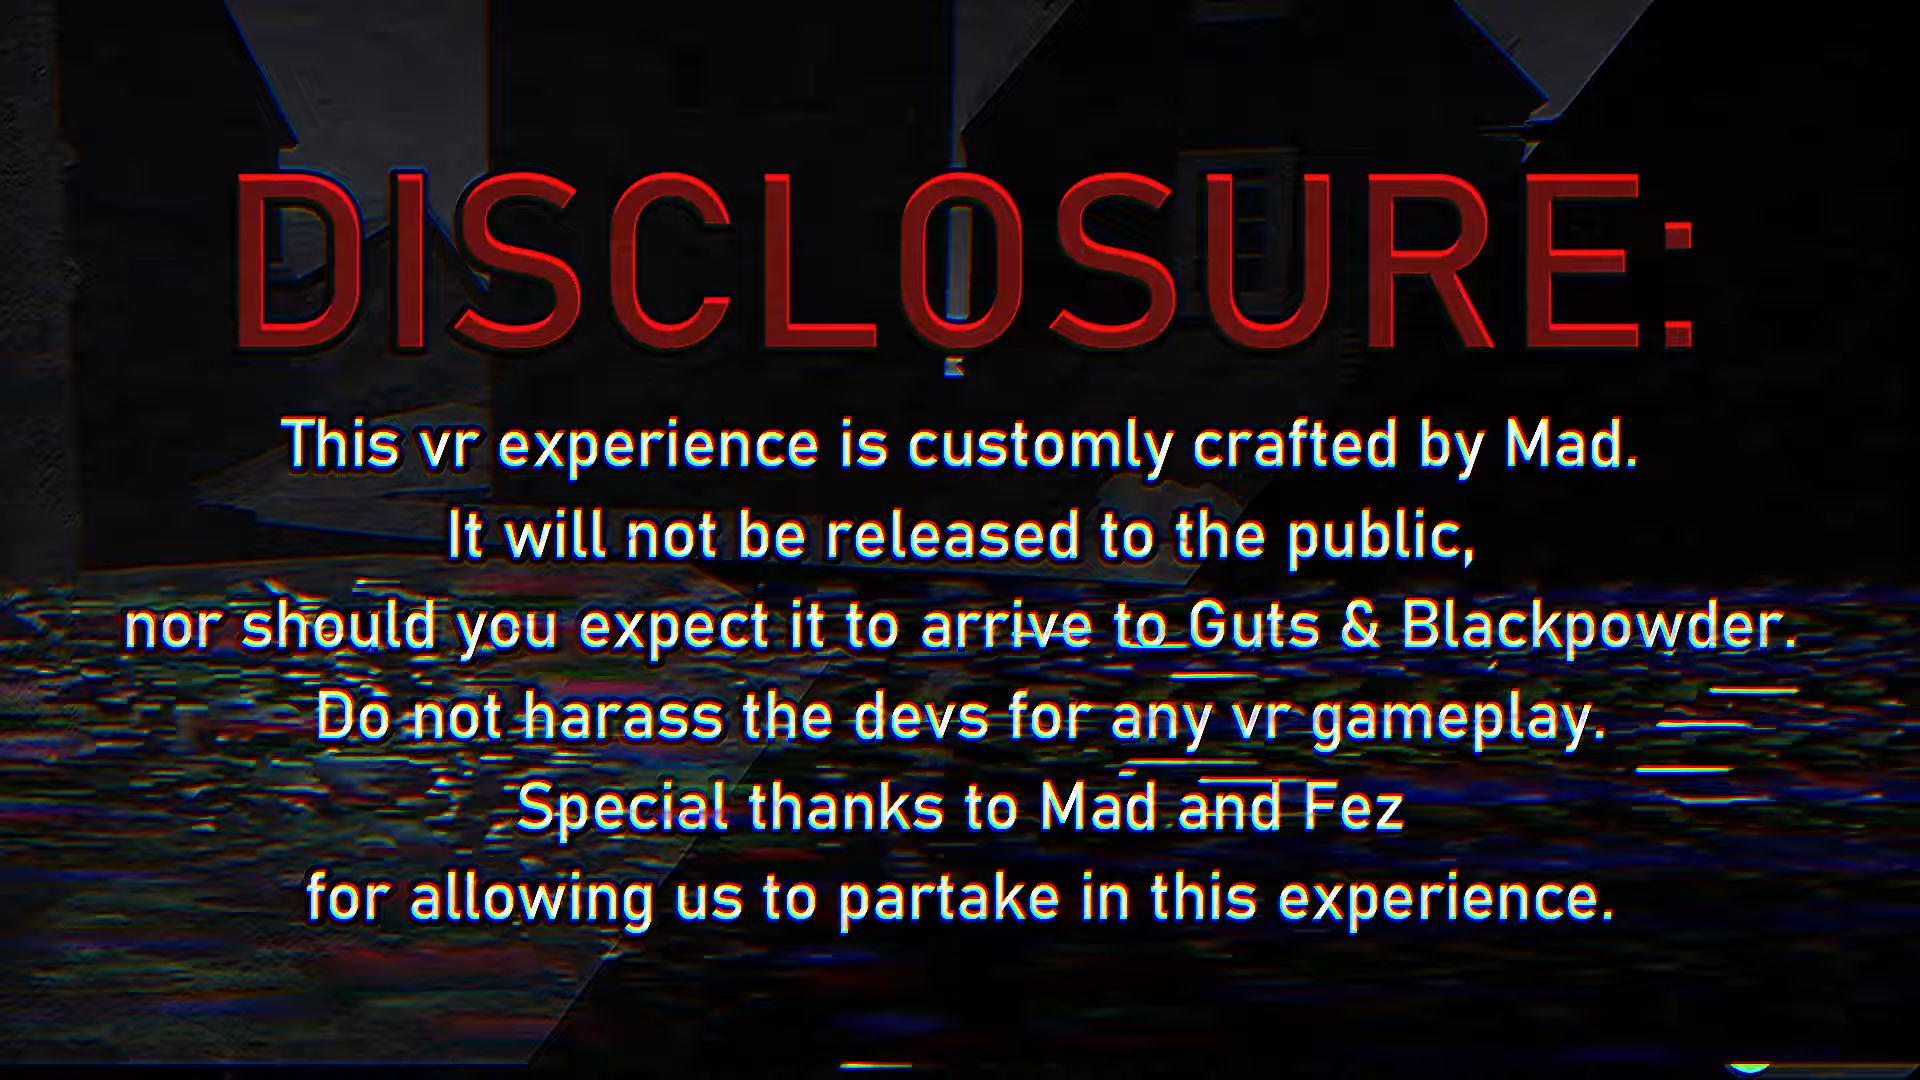 DISCLOSURE:
This vr experience is customly crafted by Mad.
It will not be released to the public,
nor should you expect it to arrive to Guts & Blackpowder.
Do not harass the devs for any vr gameplay.
Special thanks to Mad and Fez
for allowing us to partake in this experience.